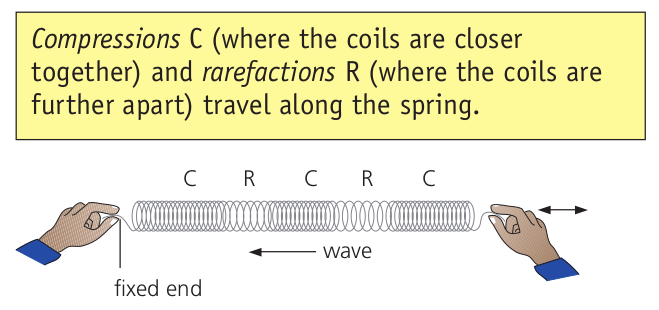 Compressions C (where the coils are closer
together) and rarefactions R (where the coils are
further apart) travel along the spring.
C R C R C
wave
fixed end